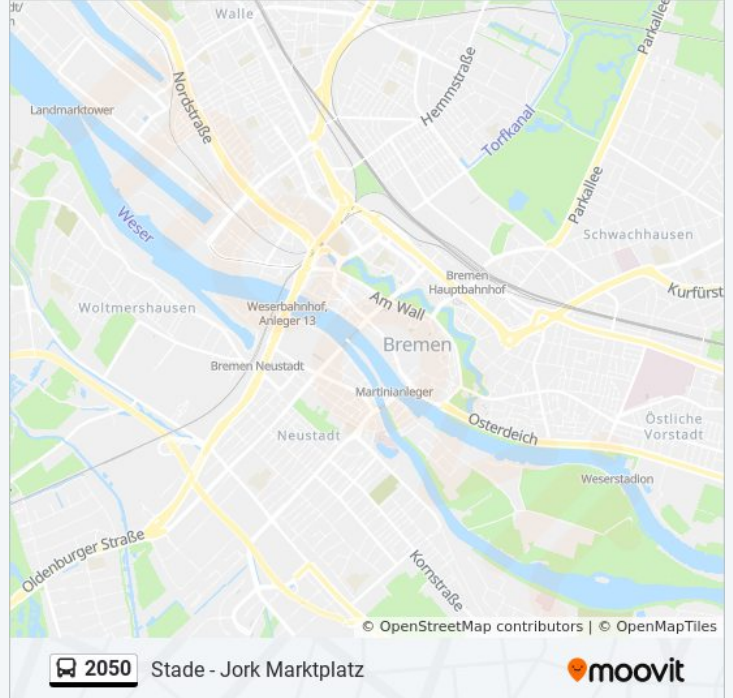 dt/
Walle
Parkallee
Hemmstraße
Nordstraße
Landmarktower
Torfkanal
Parkallee
Weser
Schwachhausen
Bremen
Hauptbahnhof
Kurfürst
Woltmershausen
Weserbahnhof,
Anleger 13
Am Wall
Bremen
Bremen Neustadt
Martinianleger
Osterdeich
Östliche
Vorstadt
Neustadt
Weserstadion
Oldenburger Straße
Kornstraße
© OpenStreetMap contributors | © OpenMapTiles
2050 Stade - Jork Marktplatz
moovit